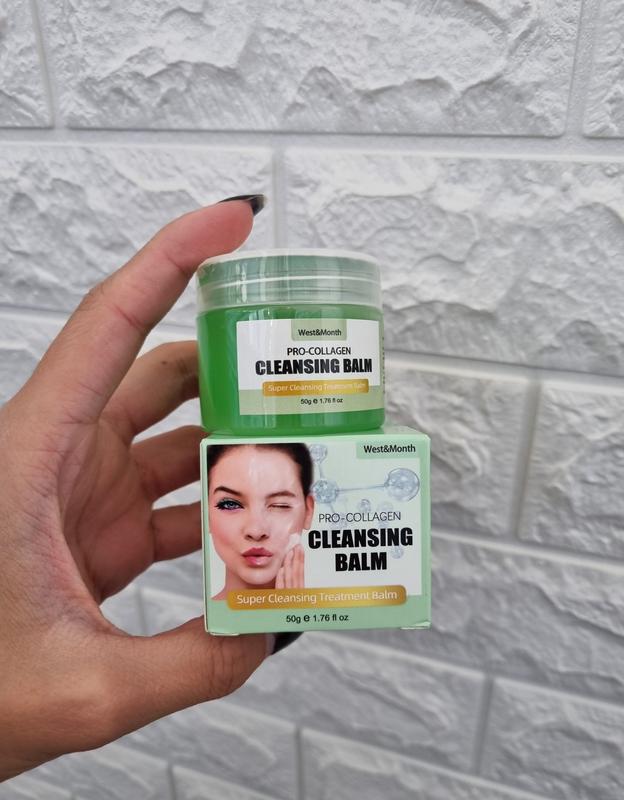 West&Month
PRO-COLLAGEN
CLEANSING BALM
Super Cleansing Treatment Balm
50g ℮ 1.76 fl oz
West&Month
PRO-COLLAGEN
CLEANSING
BALM
Super Cleansing Treatment Balm
50g ℮ 1.76 fl oz